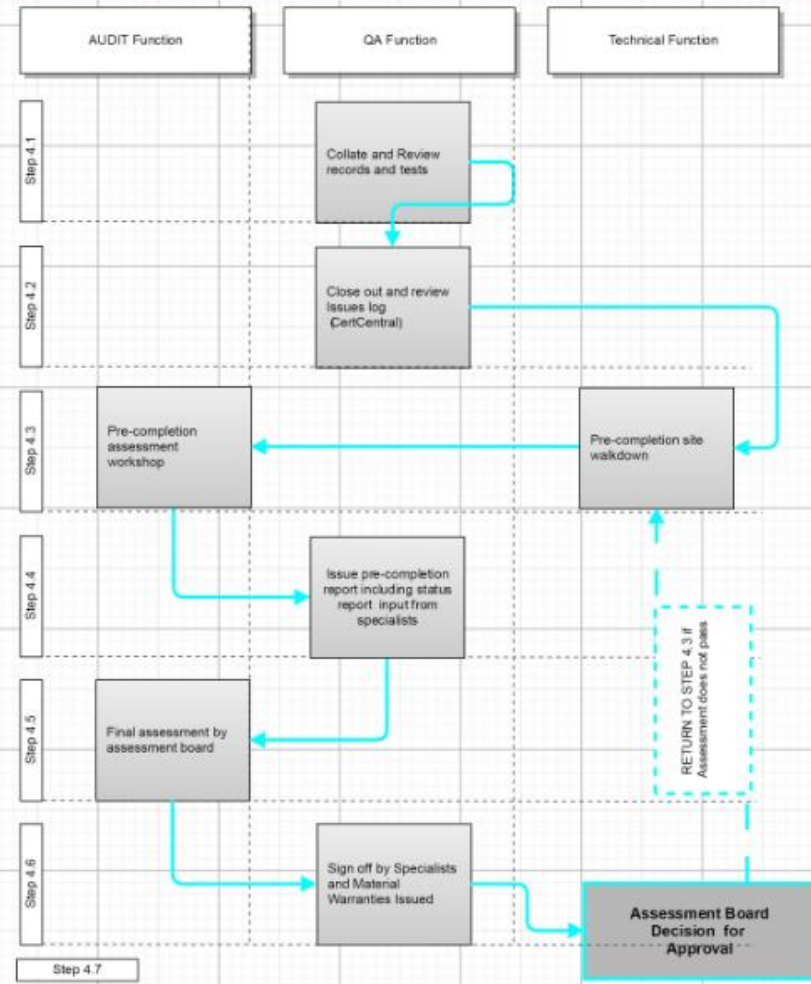 AUDIT Function
QA Function
Technical Function
Step 4.1
Collate and Review
records and tests
Step 4.2
Close out and review
Issues log
(CertCentral)
Step 4.3
Pre-completion
assessment
workshop
Pre-completion site
walkdown
Step 4.4
Issue pre-completion
report including status
report input from
specialists
RETURN TO STEP 4.3 if
Assessment does not pass
Step 4.5
Final assessment by
assessment board
Step 4.6
Sign off by Specialists
and Material
Warranties Issued
Assessment Board
Decision for
Approval
Step 4.7